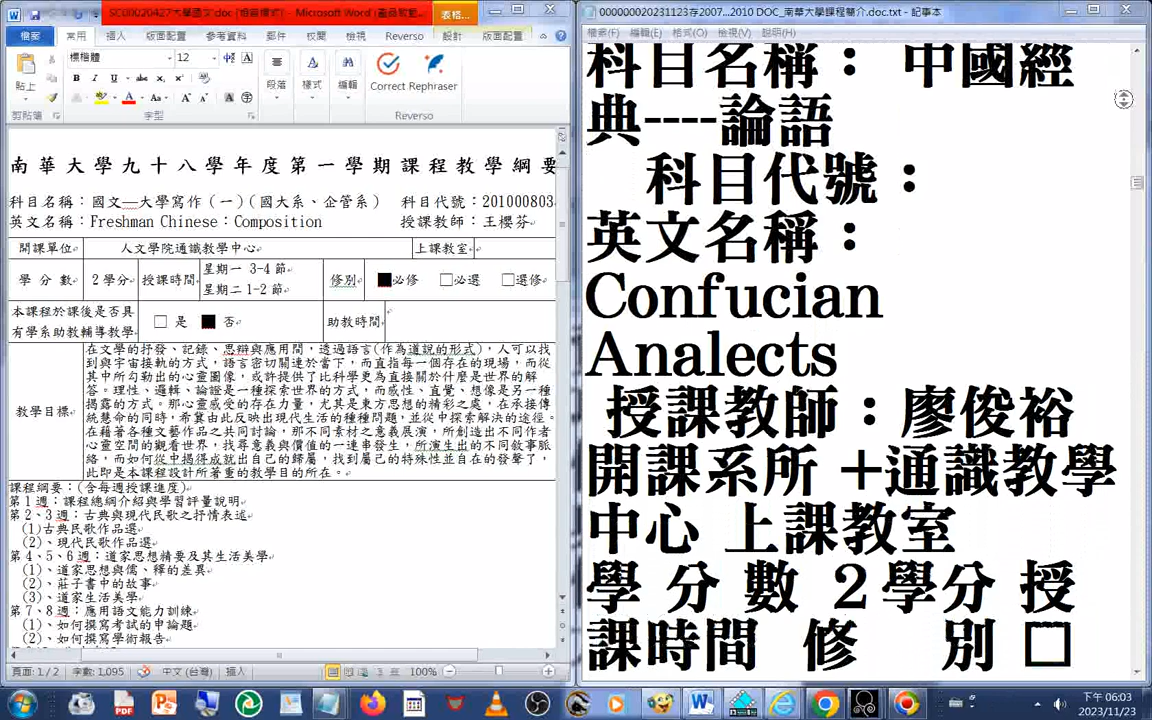 SC00020427大學國文.doc [相容模式] - Microsoft Word (產品啟動...
表格...
檔案 常用 插入 版面配置 參考資料 郵件 校閱 檢視 Reverso 設計 版面配置
標楷體 12
貼上
段落 樣式 編輯 Correct Rephraser
剪貼簿 字型 Reverso
南華大學九十八學年度第一學期課程教學綱要
科目名稱：國文—大學寫作(一)(國大系、企管系) 科目代號：201000803
英文名稱：Freshman Chinese：Composition 授課教師：王櫻芬
開課單位 人文學院通識教學中心 上課教室
學 分 數 2 學分 授課時間 星期一 3-4 節 修別 ■必修 □必選 □選修
星期二 1-2 節
本課程於課後是否具 □ 是 ■ 否 助教時間
有學系助教輔導教學
教學目標
在文學的抒發、記錄、思辯與應用間，透過語言(作為道說的形式)，人可以找
到與宇宙接軌的方式，語言密切關連於當下，而直指每一個存在的現場，而從
其中所勾勒出的心靈圖像，或許提供了比科學更為直接關於什麼是世界的解
答。理性、邏輯、論證是一種探索世界的方式，而感性、直覺、想像是另一種
揭露的方式。那心靈感受的存在力量，尤其是東方思想的精彩之處，在承接傳
統慧命的同時，希冀由此反映出現代生活的種種問題，並從中探索解決的途徑。
在藉著各種文藝作品之共同討論，那不同素材之意義展演，所創造出不同作者
心靈空間的觀看世界，找尋意義與價值的一連串發生，所演生出的不同敘事脈
絡，而如何從中揭得成就出自己的歸屬，找到屬己的特殊性並自在的發聲了，
此即是本課程設計所著重的教學目的所在。
課程綱要：(含每週授課進度)
第 1 週：課程總綱介紹與學習評量說明
第 2、3 週：古典與現代民歌之抒情表述
(1)古典民歌作品選
(2)、現代民歌作品選
第 4、5、6 週：道家思想精要及其生活美學
(1)、道家思想與儒、釋的差異
(2)、莊子書中的故事
(3)、道家生活美學
第 7、8 週：應用語文能力訓練
(1)、如何撰寫考試的申論題
(2)、如何撰寫學術報告
頁面: 1 / 2 字數: 1,095 中文 (台灣) 插入 100%
000000020231123存2007...2010 DOC_南華大學課程簡介.doc.txt - 記事本
檔案(F) 編輯(E) 格式(O) 檢視(V) 說明(H)
科目名稱： 中國經
典----論語
科目代號：
英文名稱：
Confucian
Analects
授課教師：廖俊裕
開課系所 +通識教學
中心 上課教室
學 分 數 2學分 授
課時間 修 別 □
下午 06:03
2023/11/23